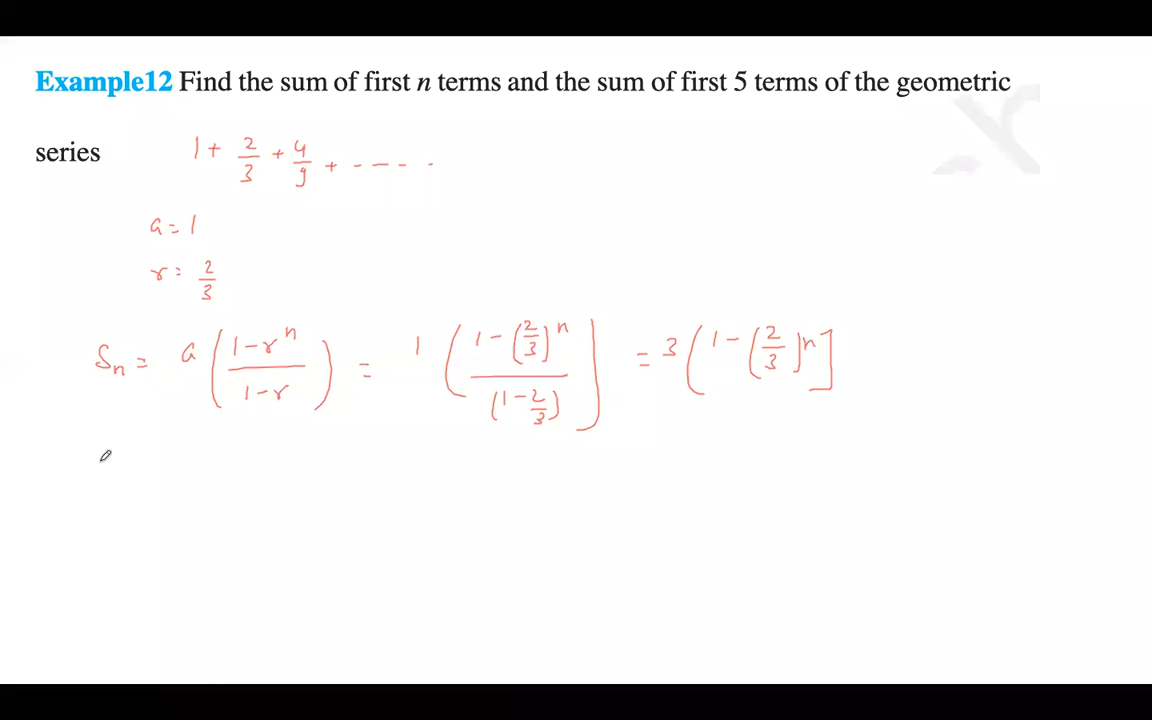 Example12 Find the sum of first n terms and the sum of first 5 terms of the geometric
series 1 + 2/3 + 4/9 + - - - - -
a = 1
r = 2/3
Sn = a ( (1-r^n) / (1-r) ) = 1 ( (1-(2/3)^n) / (1-2/3) ] = 3 ( 1-(2/3)^n ]